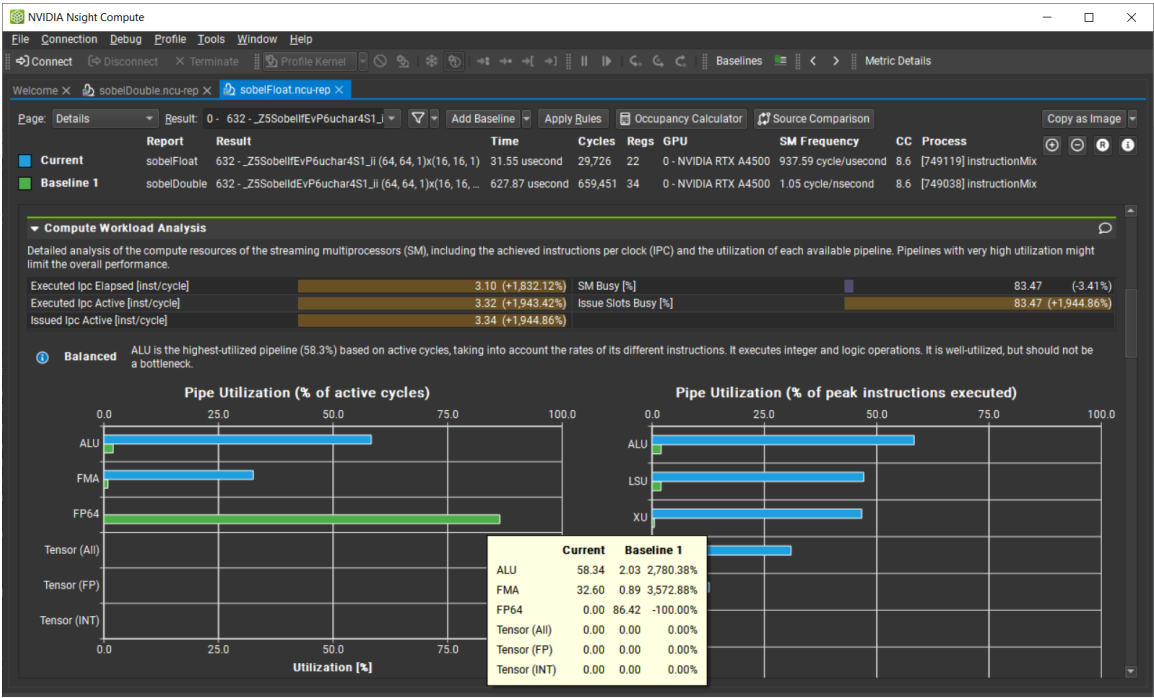 NVIDIA Nsight Compute
File Connection Debug Profile Tools Window Help
Connect Disconnect Terminate Profile Kernel Baselines Metric Details
Welcome sobelDouble.ncu-rep sobelFloat.ncu-rep
Page: Details Result: 0 - 632 - _Z5SobelIfEvP6uchar4S1_i Add Baseline Apply Rules Occupancy Calculator Source Comparison Copy as Image
Report Result Time Cycles Regs GPU SM Frequency CC Process
Current sobelFloat 632 - _Z5SobelIfEvP6uchar4S1_ii (64, 64, 1)x(16, 16, 1) 31.55 usecond 29,726 22 0 - NVIDIA RTX A4500 937.59 cycle/usecond 8.6 [749119] instructionMix
Baseline 1 sobelDouble 632 - _Z5SobelIdEvP6uchar4S1_ii (64, 64, 1)x(16, 16, ... 627.87 usecond 659,451 34 0 - NVIDIA RTX A4500 1.05 cycle/nsecond 8.6 [749038] instructionMix
Compute Workload Analysis
Detailed analysis of the compute resources of the streaming multiprocessors (SM), including the achieved instructions per clock (IPC) and the utilization of each available pipeline. Pipelines with very high utilization might
limit the overall performance.
Executed Ipc Elapsed [inst/cycle] 3.10 (+1,832.12%) SM Busy [%] 83.47 (-3.41%)
Executed Ipc Active [inst/cycle] 3.32 (+1,943.42%) Issue Slots Busy [%] 83.47 (+1,944.86%)
Issued Ipc Active [inst/cycle] 3.34 (+1,944.86%)
Balanced
ALU is the highest-utilized pipeline (58.3%) based on active cycles, taking into account the rates of its different instructions. It executes integer and logic operations. It is well-utilized, but should not be
a bottleneck.
Pipe Utilization (% of active cycles)
0.0 25.0 50.0 75.0 100.0
ALU
FMA
FP64
Tensor (All)
Tensor (FP)
Tensor (INT)
0.0 25.0 50.0 75.0
Utilization [%]
Pipe Utilization (% of peak instructions executed)
0.0 25.0 50.0 75.0 100.0
ALU
LSU
XU
Current Baseline 1
ALU 58.34 2.03 2,780.38%
FMA 32.60 0.89 3,572.88%
FP64 0.00 86.42 -100.00%
Tensor (All) 0.00 0.00 0.00%
Tensor (FP) 0.00 0.00 0.00%
Tensor (INT) 0.00 0.00 0.00%